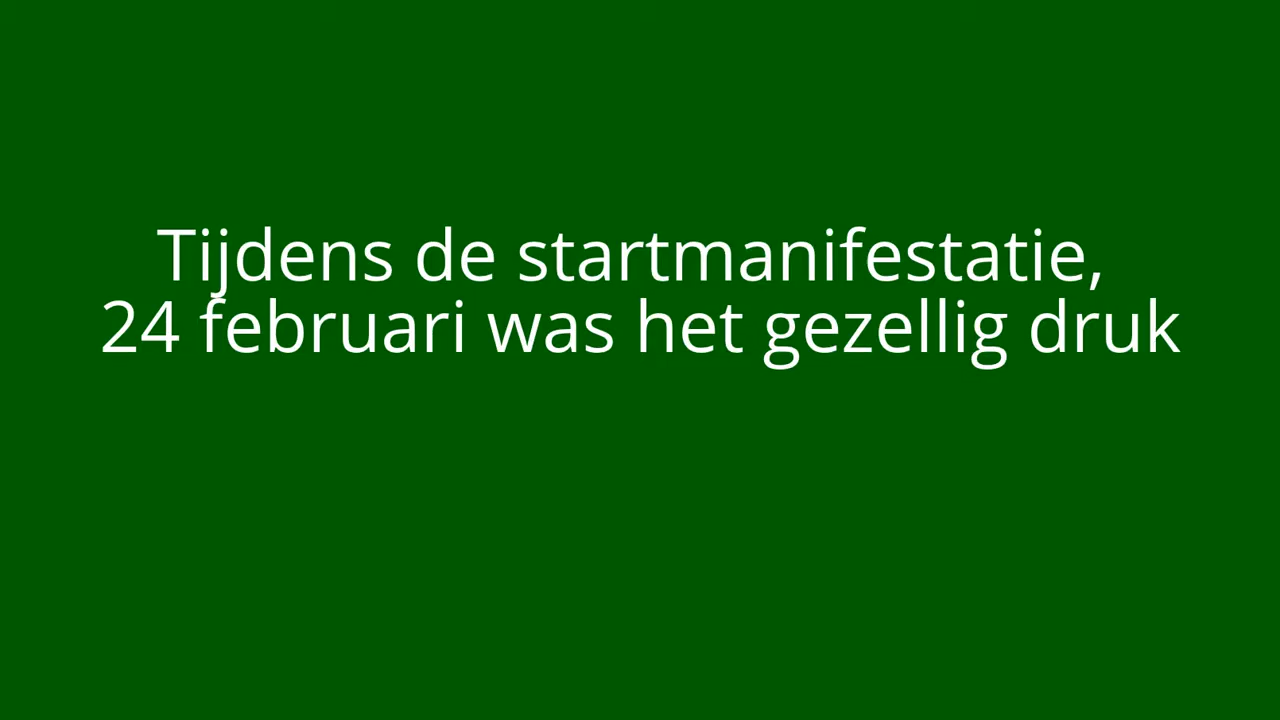 Tijdens de startmanifestatie,
24 februari was het gezellig druk